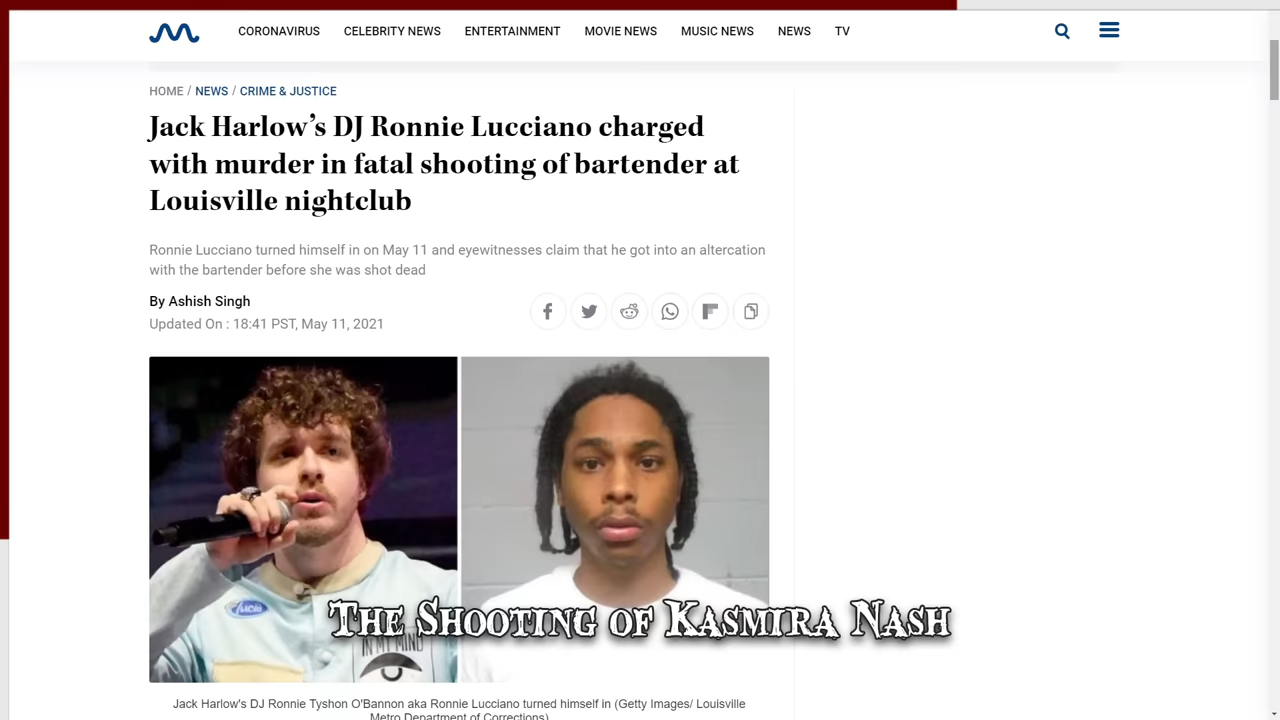 CORONAVIRUS CELEBRITY NEWS ENTERTAINMENT MOVIE NEWS MUSIC NEWS NEWS TV
HOME / NEWS / CRIME & JUSTICE
Jack Harlow's DJ Ronnie Lucciano charged
with murder in fatal shooting of bartender at
Louisville nightclub
Ronnie Lucciano turned himself in on May 11 and eyewitnesses claim that he got into an altercation
with the bartender before she was shot dead
By Ashish Singh
Updated On : 18:41 PST, May 11, 2021
IN MY MIND
The Shooting of Kasmira Nash
Jack Harlow's DJ Ronnie Tyshon O'Bannon aka Ronnie Lucciano turned himself in (Getty Images/ Louisville
Metro Department of Corrections)